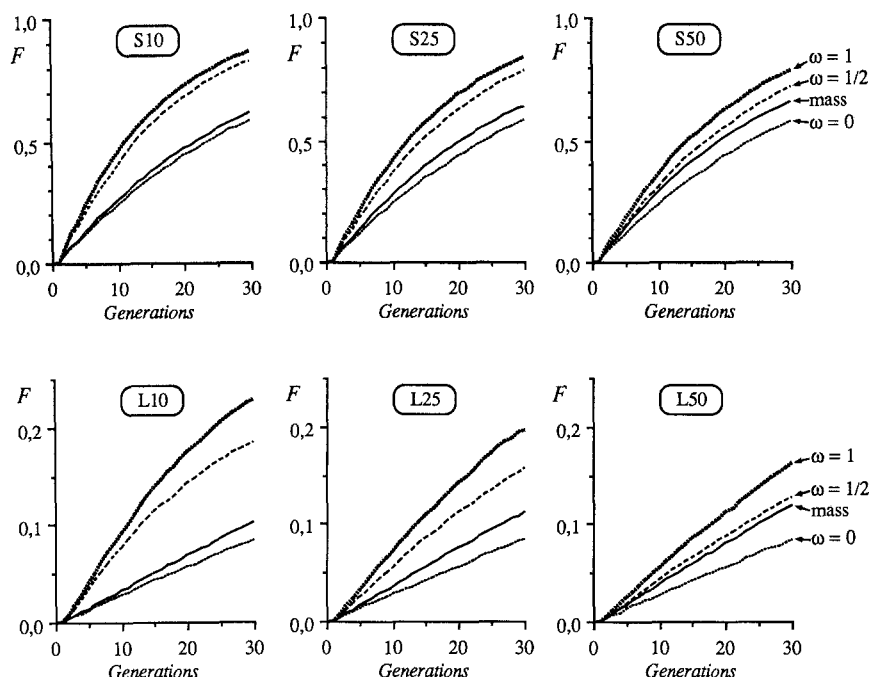 1,0
F
S10
0,5
0,0
0 10 20 30
Generations
1,0
F
S25
0,5
0,0
0 10 20 30
Generations
1,0
F
S50
0,5
0,0
0 10 20 30
Generations
ω = 1
ω = 1/2
mass
ω = 0
F
L10
0,2
0,1
0,0
0 10 20 30
Generations
F
L25
0,2
0,1
0,0
0 10 20 30
Generations
F
L50
0,2
0,1
0,0
0 10 20 30
Generations
ω = 1
ω = 1/2
mass
ω = 0